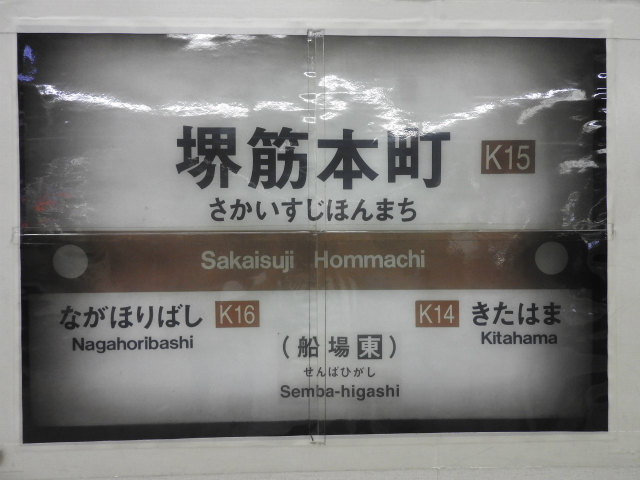 堺筋本町 K15
さかいすじほんまち
Sakaisuji Hommachi
ながほりばし K16
Nagahoribashi
K14 きたはま
Kitahama
(船場東)
せんばひがし
Semba-higashi